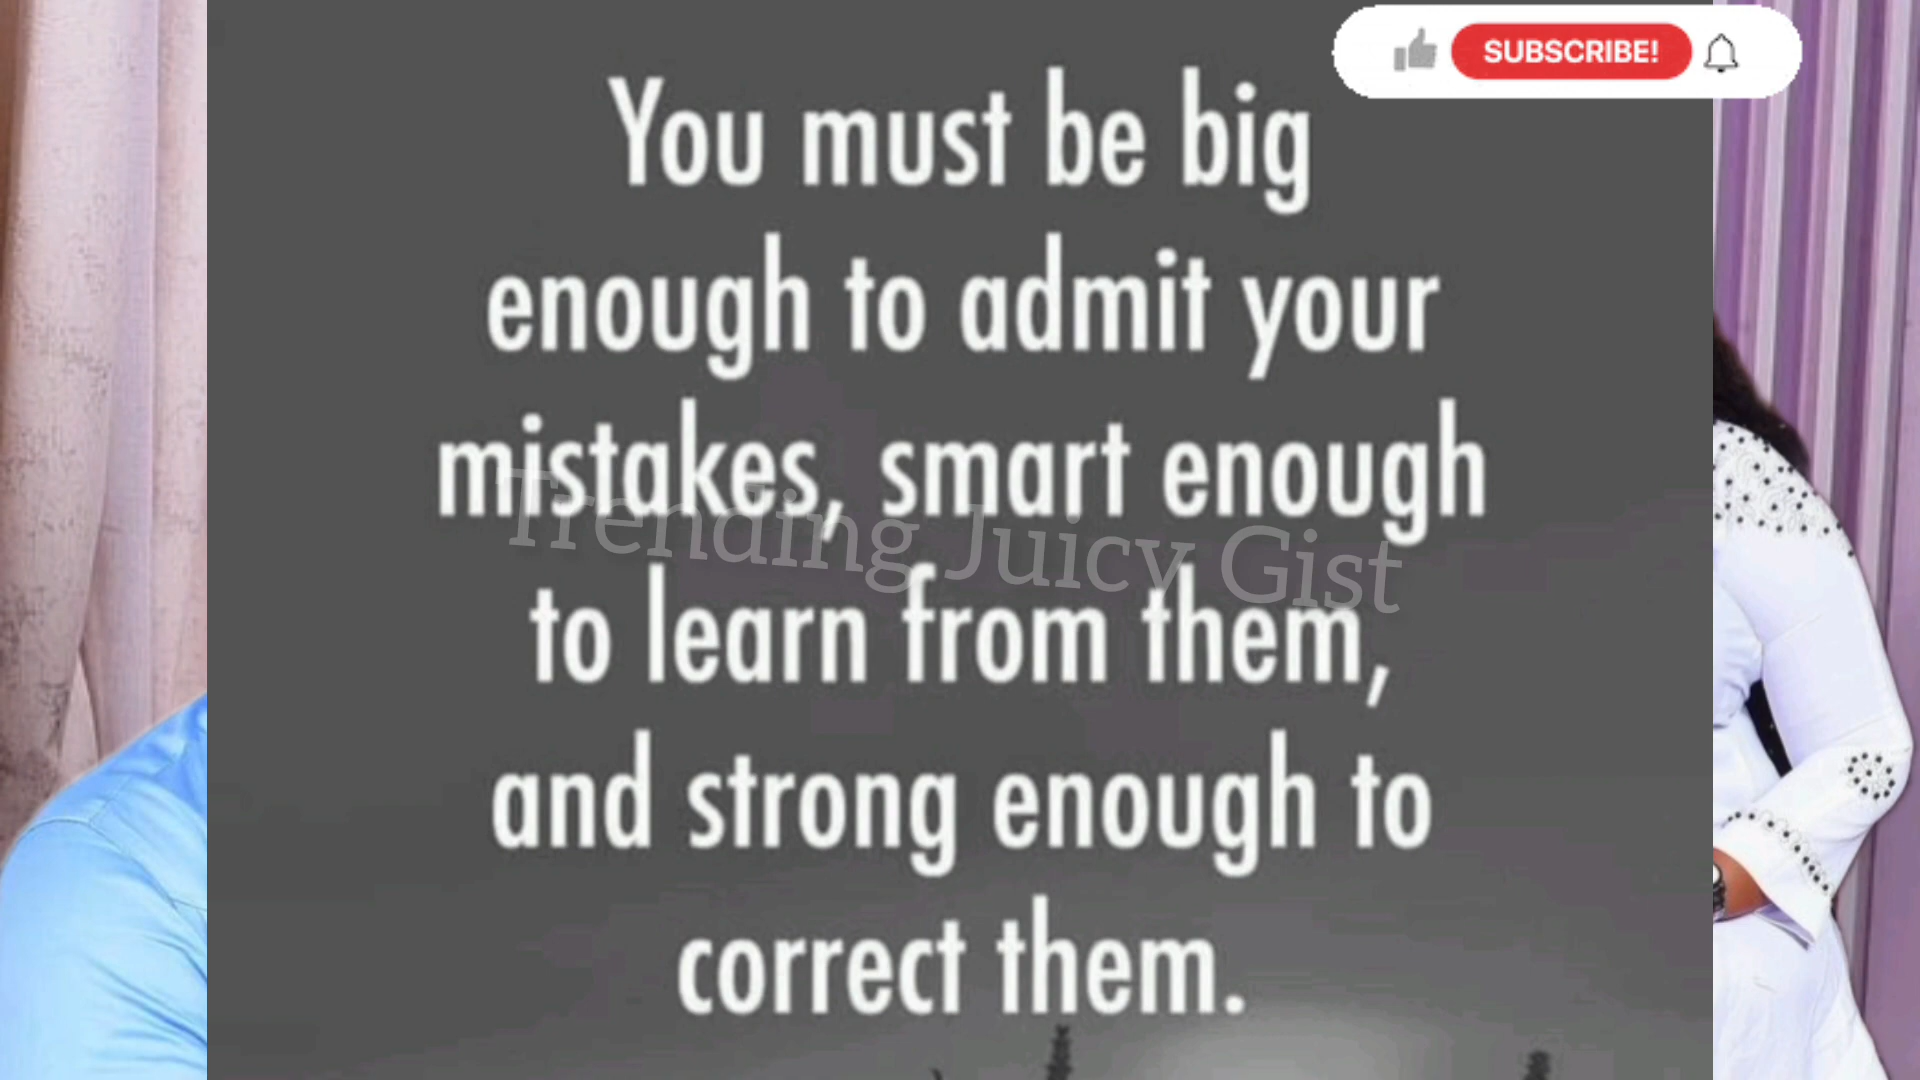 SUBSCRIBE!
You must be big
enough to admit your
mistakes, smart enough
Trending Juicy Gist
to learn from them,
and strong enough to
correct them.